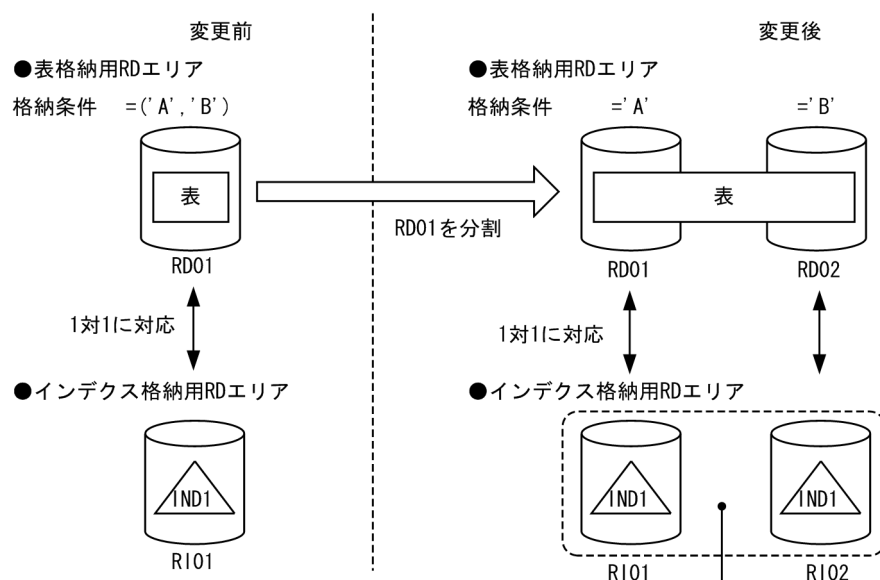 変更前
変更後
●表格納用RDエリア
●表格納用RDエリア
格納条件 =('A','B')
格納条件 ='A' ='B'
表
表
RD01を分割
RD01
RD01
RD02
1対1に対応
1対1に対応
●インデクス格納用RDエリア
●インデクス格納用RDエリア
IND1
IND1
IND1
RI01
RI01
RI02